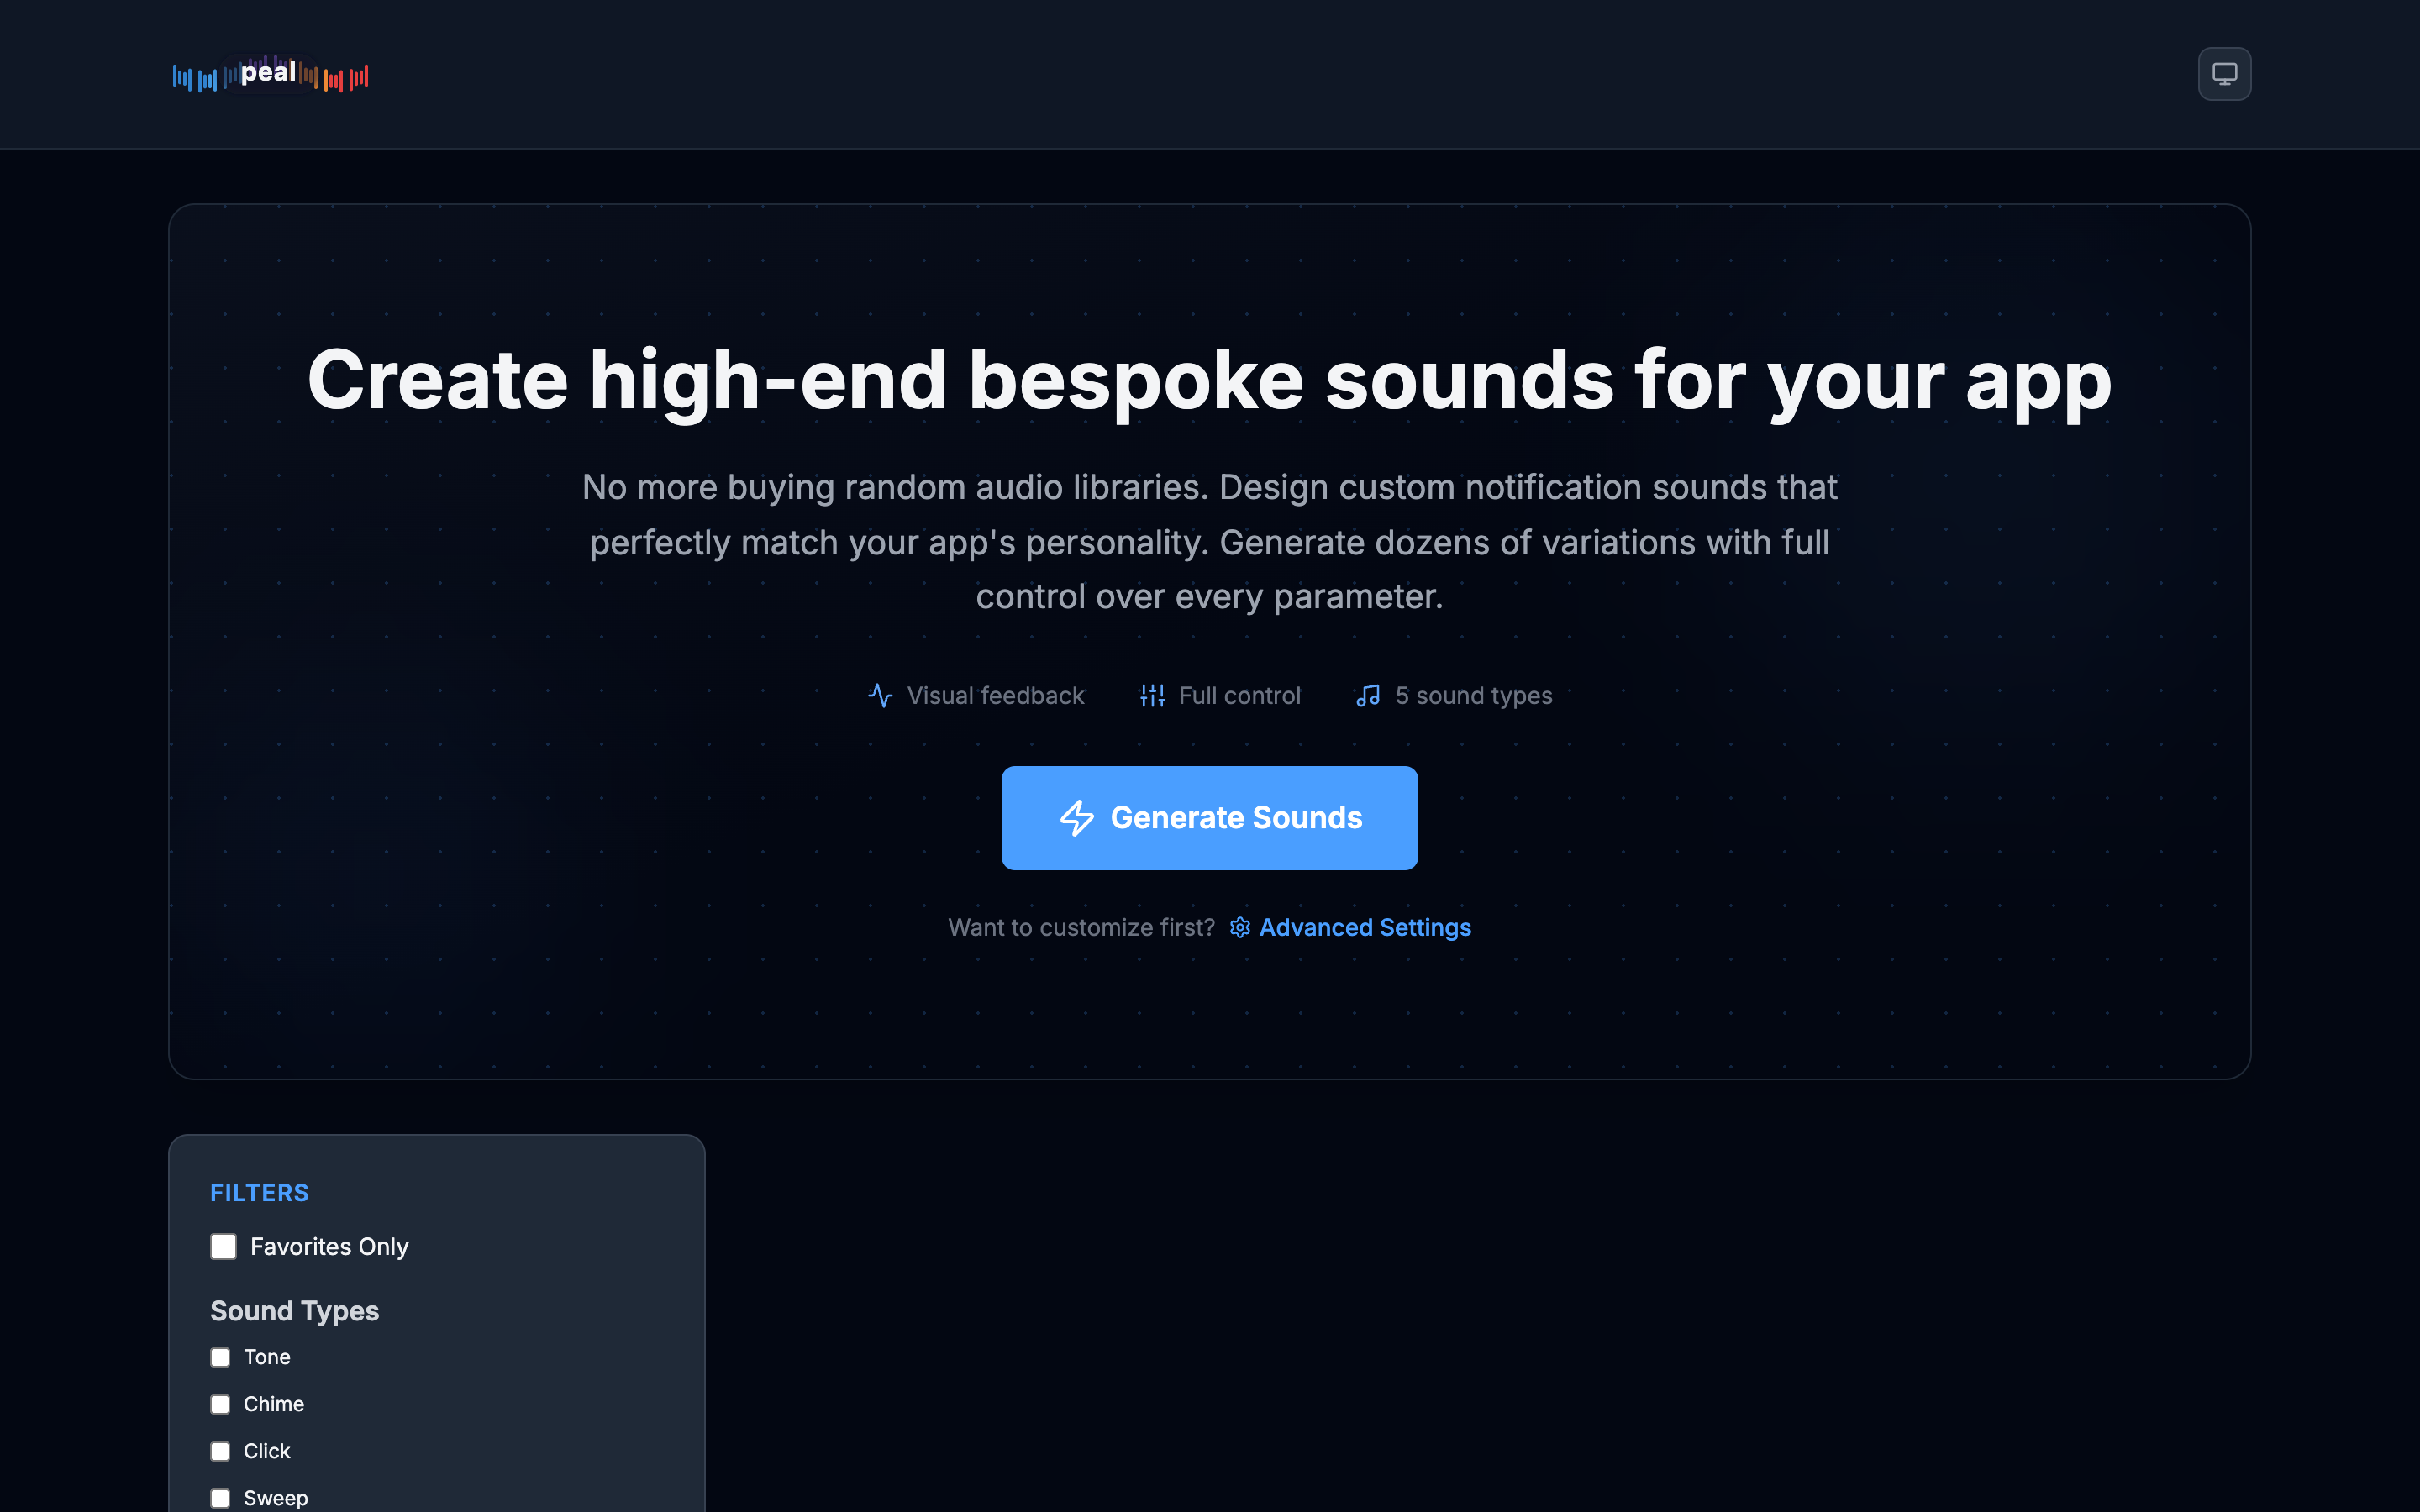 peal
Create high-end bespoke sounds for your app
No more buying random audio libraries. Design custom notification sounds that
perfectly match your app's personality. Generate dozens of variations with full
control over every parameter.
Visual feedback
Full control
5 sound types
Generate Sounds
Want to customize first? Advanced Settings
FILTERS
Favorites Only
Sound Types
Tone
Chime
Click
Sweep